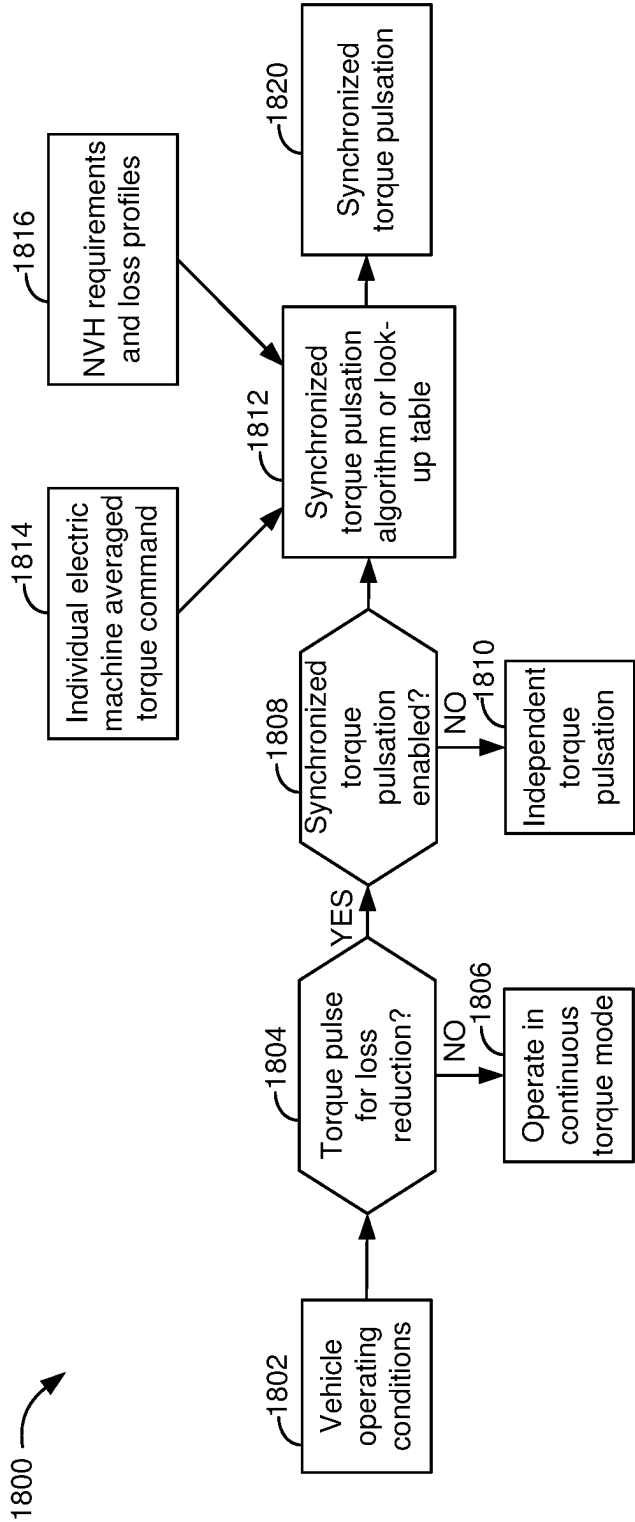 1800
1802
Vehicle
operating
conditions
1804
Torque pulse
for loss
reduction?
YES
NO
1806
Operate in
continuous
torque mode
1808
Synchronized
torque
pulsation
enabled?
NO
1810
Independent
torque
pulsation
1814
Individual electric
machine averaged
torque command
1816
NVH requirements
and loss profiles
1812
Synchronized
torque pulsation
algorithm or look-
up table
1820
Synchronized
torque pulsation